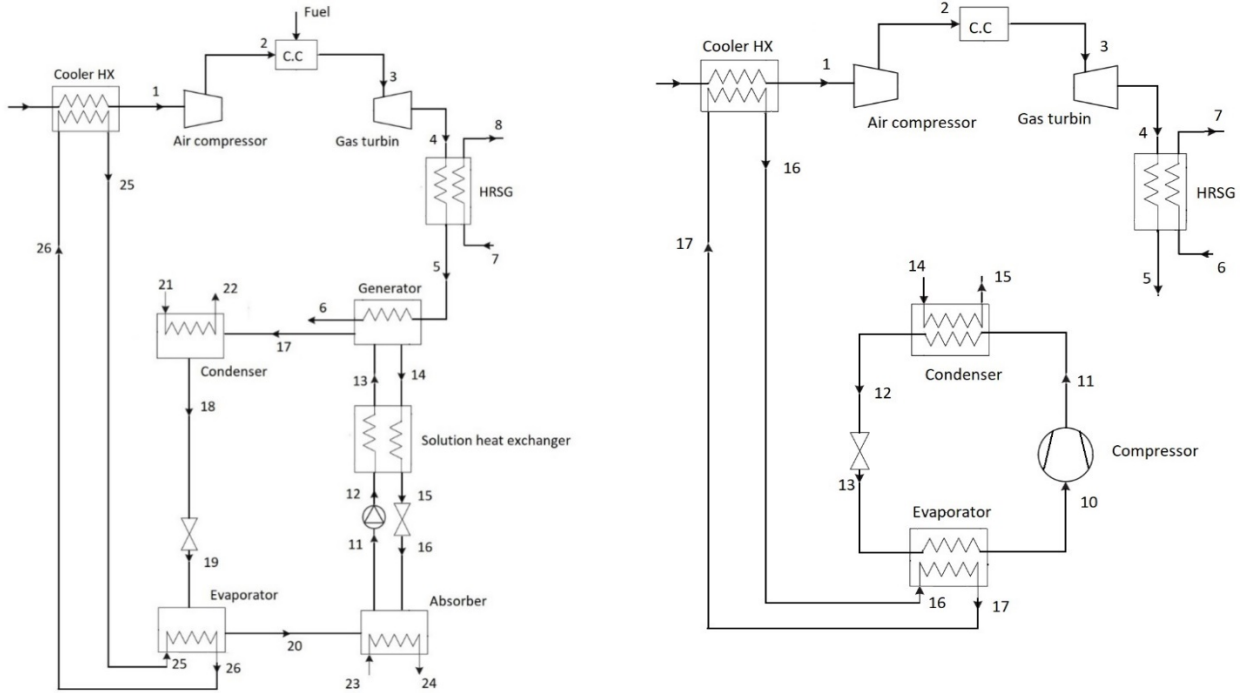 Fuel
2
C.C
3
Cooler HX
1
Air compressor
Gas turbin
4
8
HRSG
7
25
26
5
Generator
21
22
6
17
Condenser
13
14
18
Solution heat exchanger
12
15
11
16
19
Evaporator
Absorber
20
25
26
23
24
2
C.C
3
Cooler HX
1
Air compressor
Gas turbin
4
7
HRSG
16
17
5
6
14
15
Condenser
12
11
Compressor
13
10
Evaporator
16
17